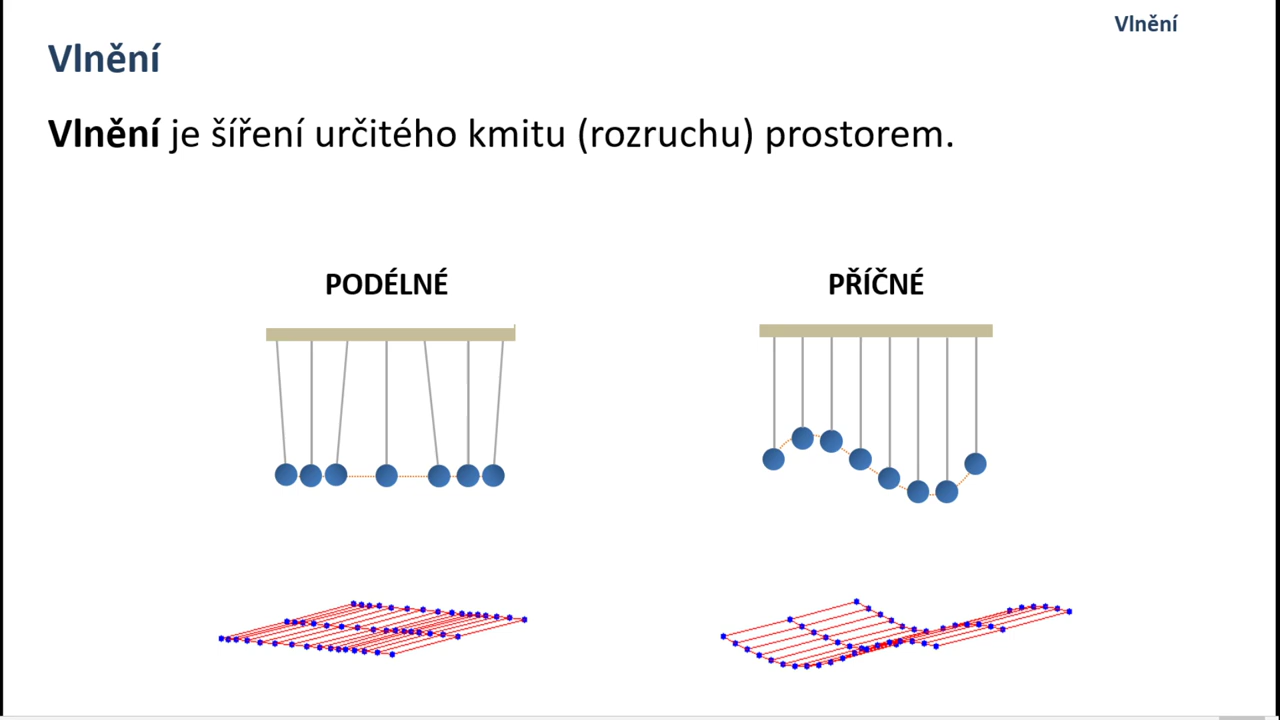 Vlnění
Vlnění
Vlnění je šíření určitého kmitu (rozruchu) prostorem.
PODÉLNÉ
PŘÍČNÉ